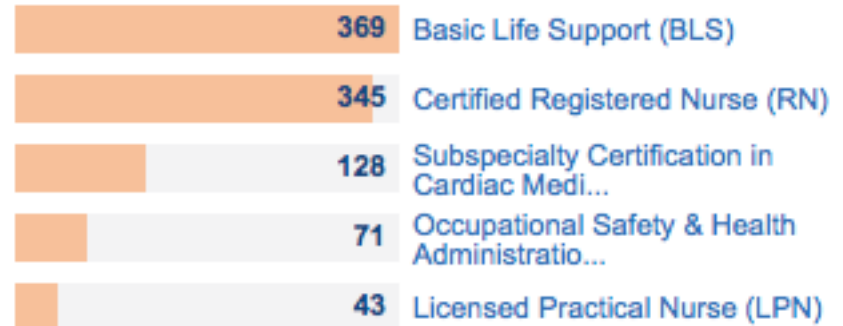 369 Basic Life Support (BLS)
345 Certified Registered Nurse (RN)
128 Subspecialty Certification in
Cardiac Medi...
71 Occupational Safety & Health
Administratio...
43 Licensed Practical Nurse (LPN)